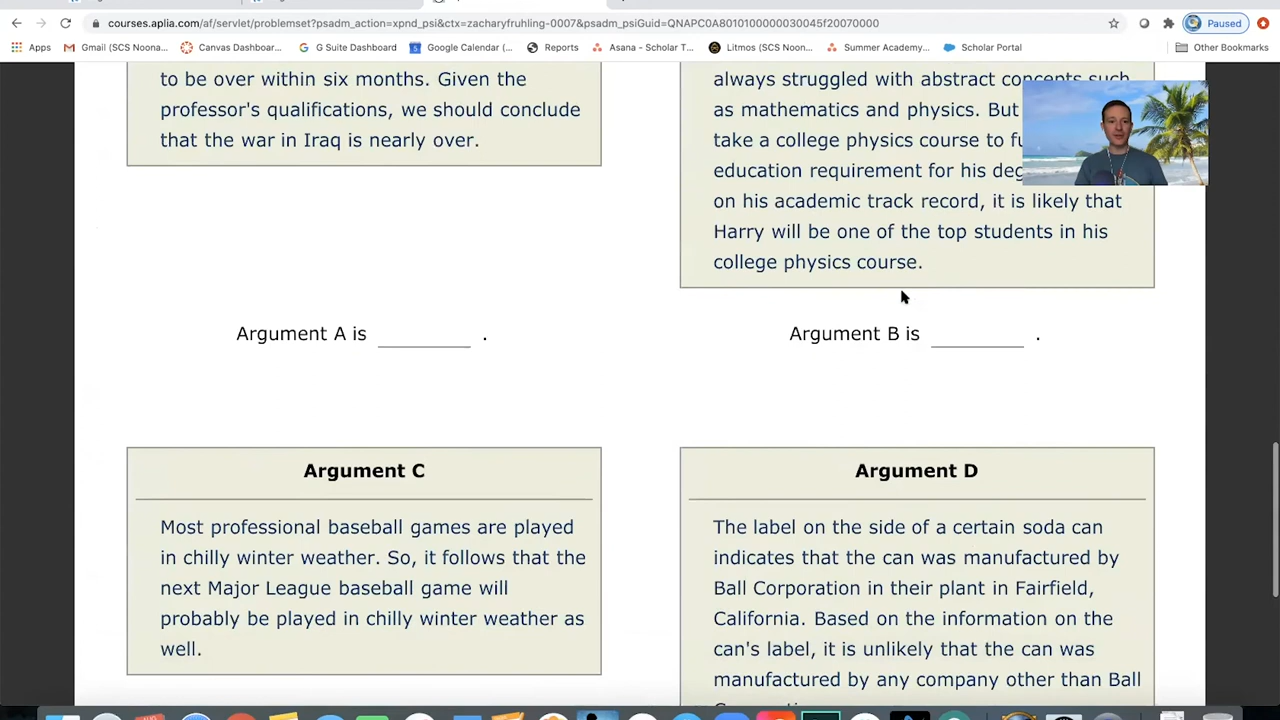 courses.aplia.com/af/servlet/problemset?psadm_action=xpnd_psi&ctx=zacharyfruhling-0007&psadm_psiGuid=QNAPC0A8010100000030045f20070000
Paused
Apps
Gmail (SCS Noona...
Canvas Dashboar...
G Suite Dashboard
Google Calendar (...
Reports
Asana - Scholar T...
Litmos (SCS Noon...
Summer Academy...
Scholar Portal
Other Bookmarks
to be over within six months. Given the
professor's qualifications, we should conclude
that the war in Iraq is nearly over.
always struggled with abstract concepts such
as mathematics and physics. But
take a college physics course to
education requirement for his
on his academic track record, it is likely that
Harry will be one of the top students in his
college physics course.
Argument A is ________ .
Argument B is ________ .
Argument C
Most professional baseball games are played
in chilly winter weather. So, it follows that the
next Major League baseball game will
probably be played in chilly winter weather as
well.
Argument D
The label on the side of a certain soda can
indicates that the can was manufactured by
Ball Corporation in their plant in Fairfield,
California. Based on the information on the
can's label, it is unlikely that the can was
manufactured by any company other than Ball